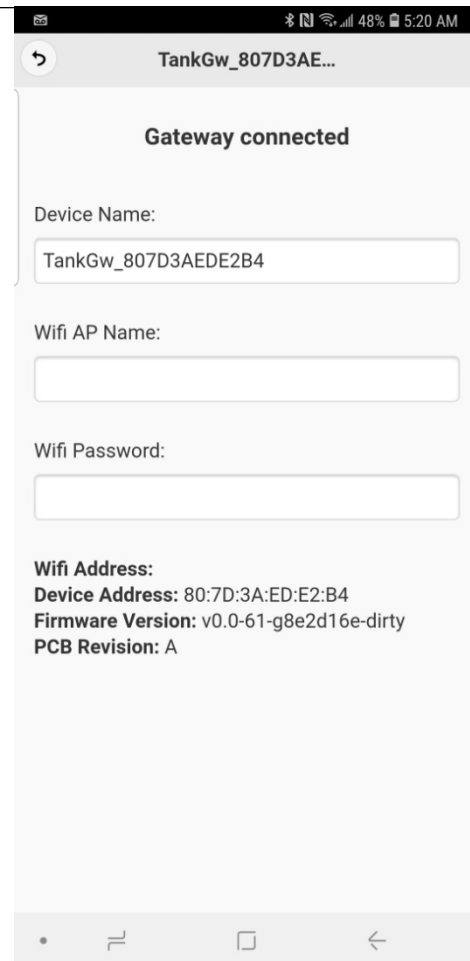 48% 5:20 AM
TankGw_807D3AE...
Gateway connected
Device Name:
TankGw_807D3AEDE2B4
Wifi AP Name:
Wifi Password:
Wifi Address:
Device Address: 80:7D:3A:ED:E2:B4
Firmware Version: v0.0-61-g8e2d16e-dirty
PCB Revision: A